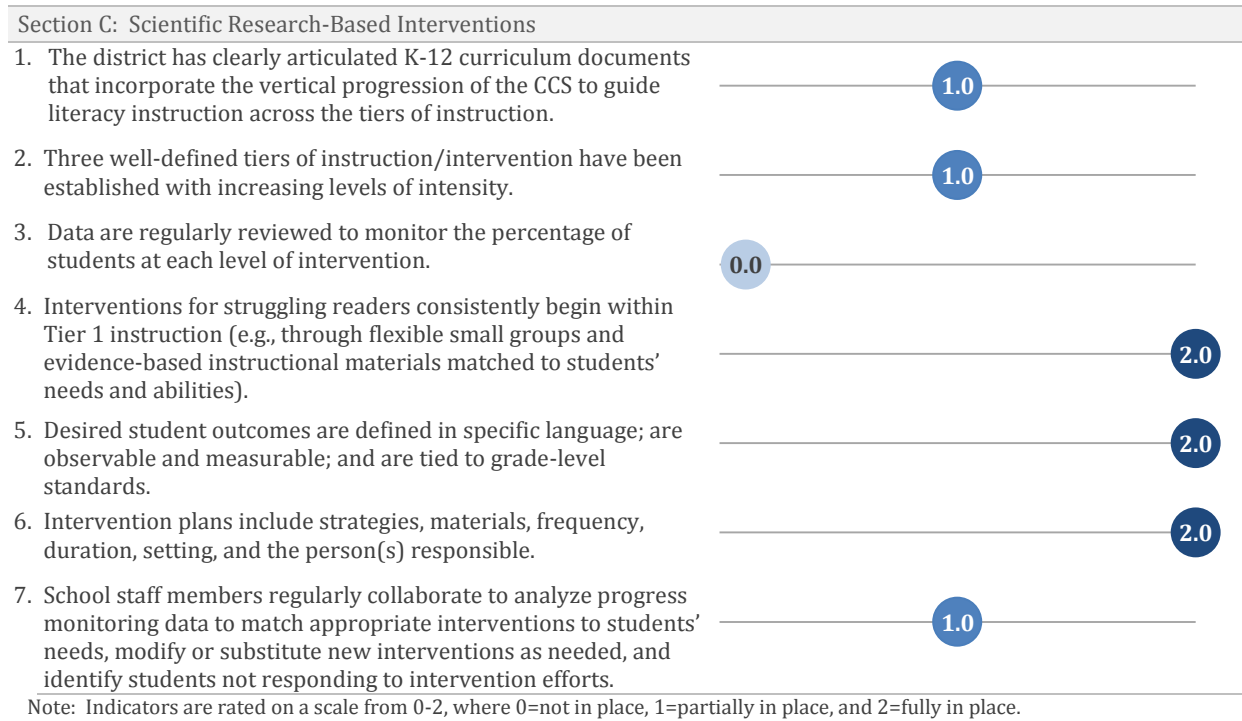 Section C: Scientific Research-Based Interventions
1. The district has clearly articulated K-12 curriculum documents
that incorporate the vertical progression of the CCS to guide
literacy instruction across the tiers of instruction.
1.0
2. Three well-defined tiers of instruction/intervention have been
established with increasing levels of intensity.
1.0
3. Data are regularly reviewed to monitor the percentage of
students at each level of intervention.
0.0
4. Interventions for struggling readers consistently begin within
Tier 1 instruction (e.g., through flexible small groups and
evidence-based instructional materials matched to students’
needs and abilities).
2.0
5. Desired student outcomes are defined in specific language; are
observable and measurable; and are tied to grade-level
standards.
2.0
6. Intervention plans include strategies, materials, frequency,
duration, setting, and the person(s) responsible.
2.0
7. School staff members regularly collaborate to analyze progress
monitoring data to match appropriate interventions to students’
needs, modify or substitute new interventions as needed, and
identify students not responding to intervention efforts.
1.0
Note: Indicators are rated on a scale from 0-2, where 0=not in place, 1=partially in place, and 2=fully in place.